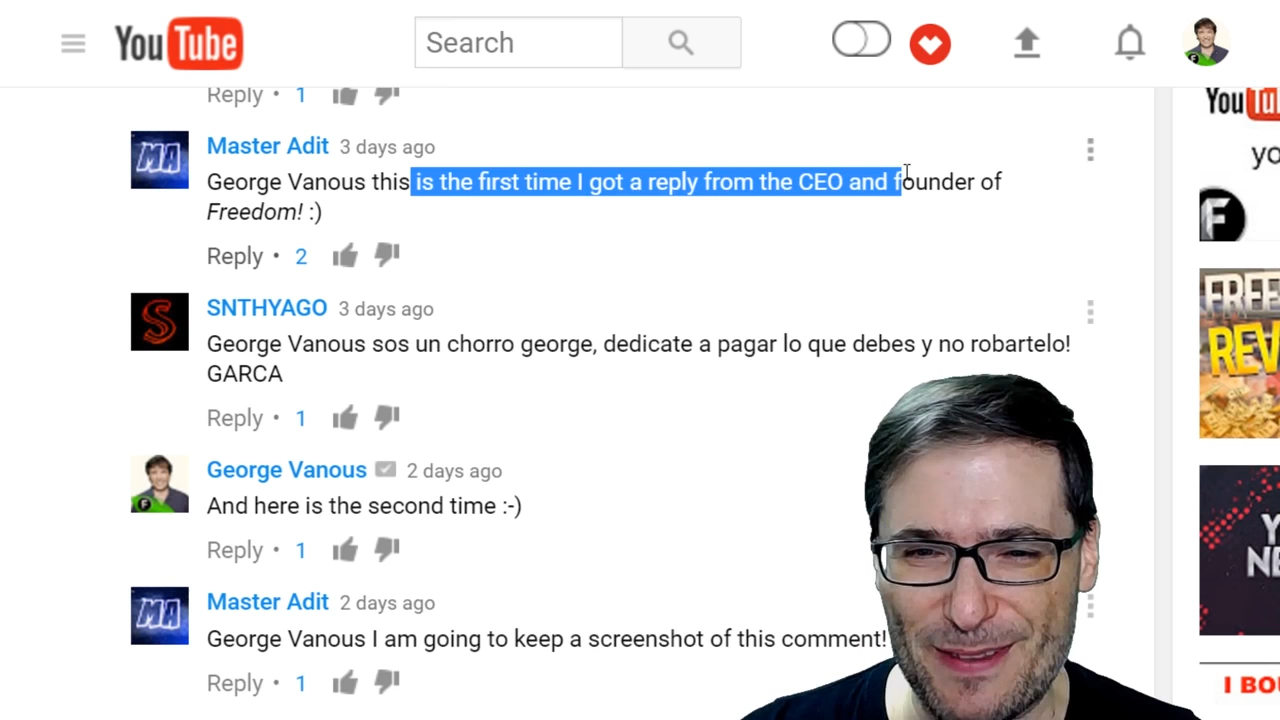 YouTube
Search
Reply • 1
Master Adit 3 days ago
George Vanous this is the first time I got a reply from the CEO and founder of
Freedom! :)
Reply • 2
SNTHYAGO 3 days ago
George Vanous sos un chorro george, dedicate a pagar lo que debes y no robartelo!
GARCA
Reply • 1
George Vanous 2 days ago
And here is the second time :-)
Reply • 1
Master Adit 2 days ago
George Vanous I am going to keep a screenshot of this comment!
Reply • 1
MA
S
F
FREE
REV
I BOU